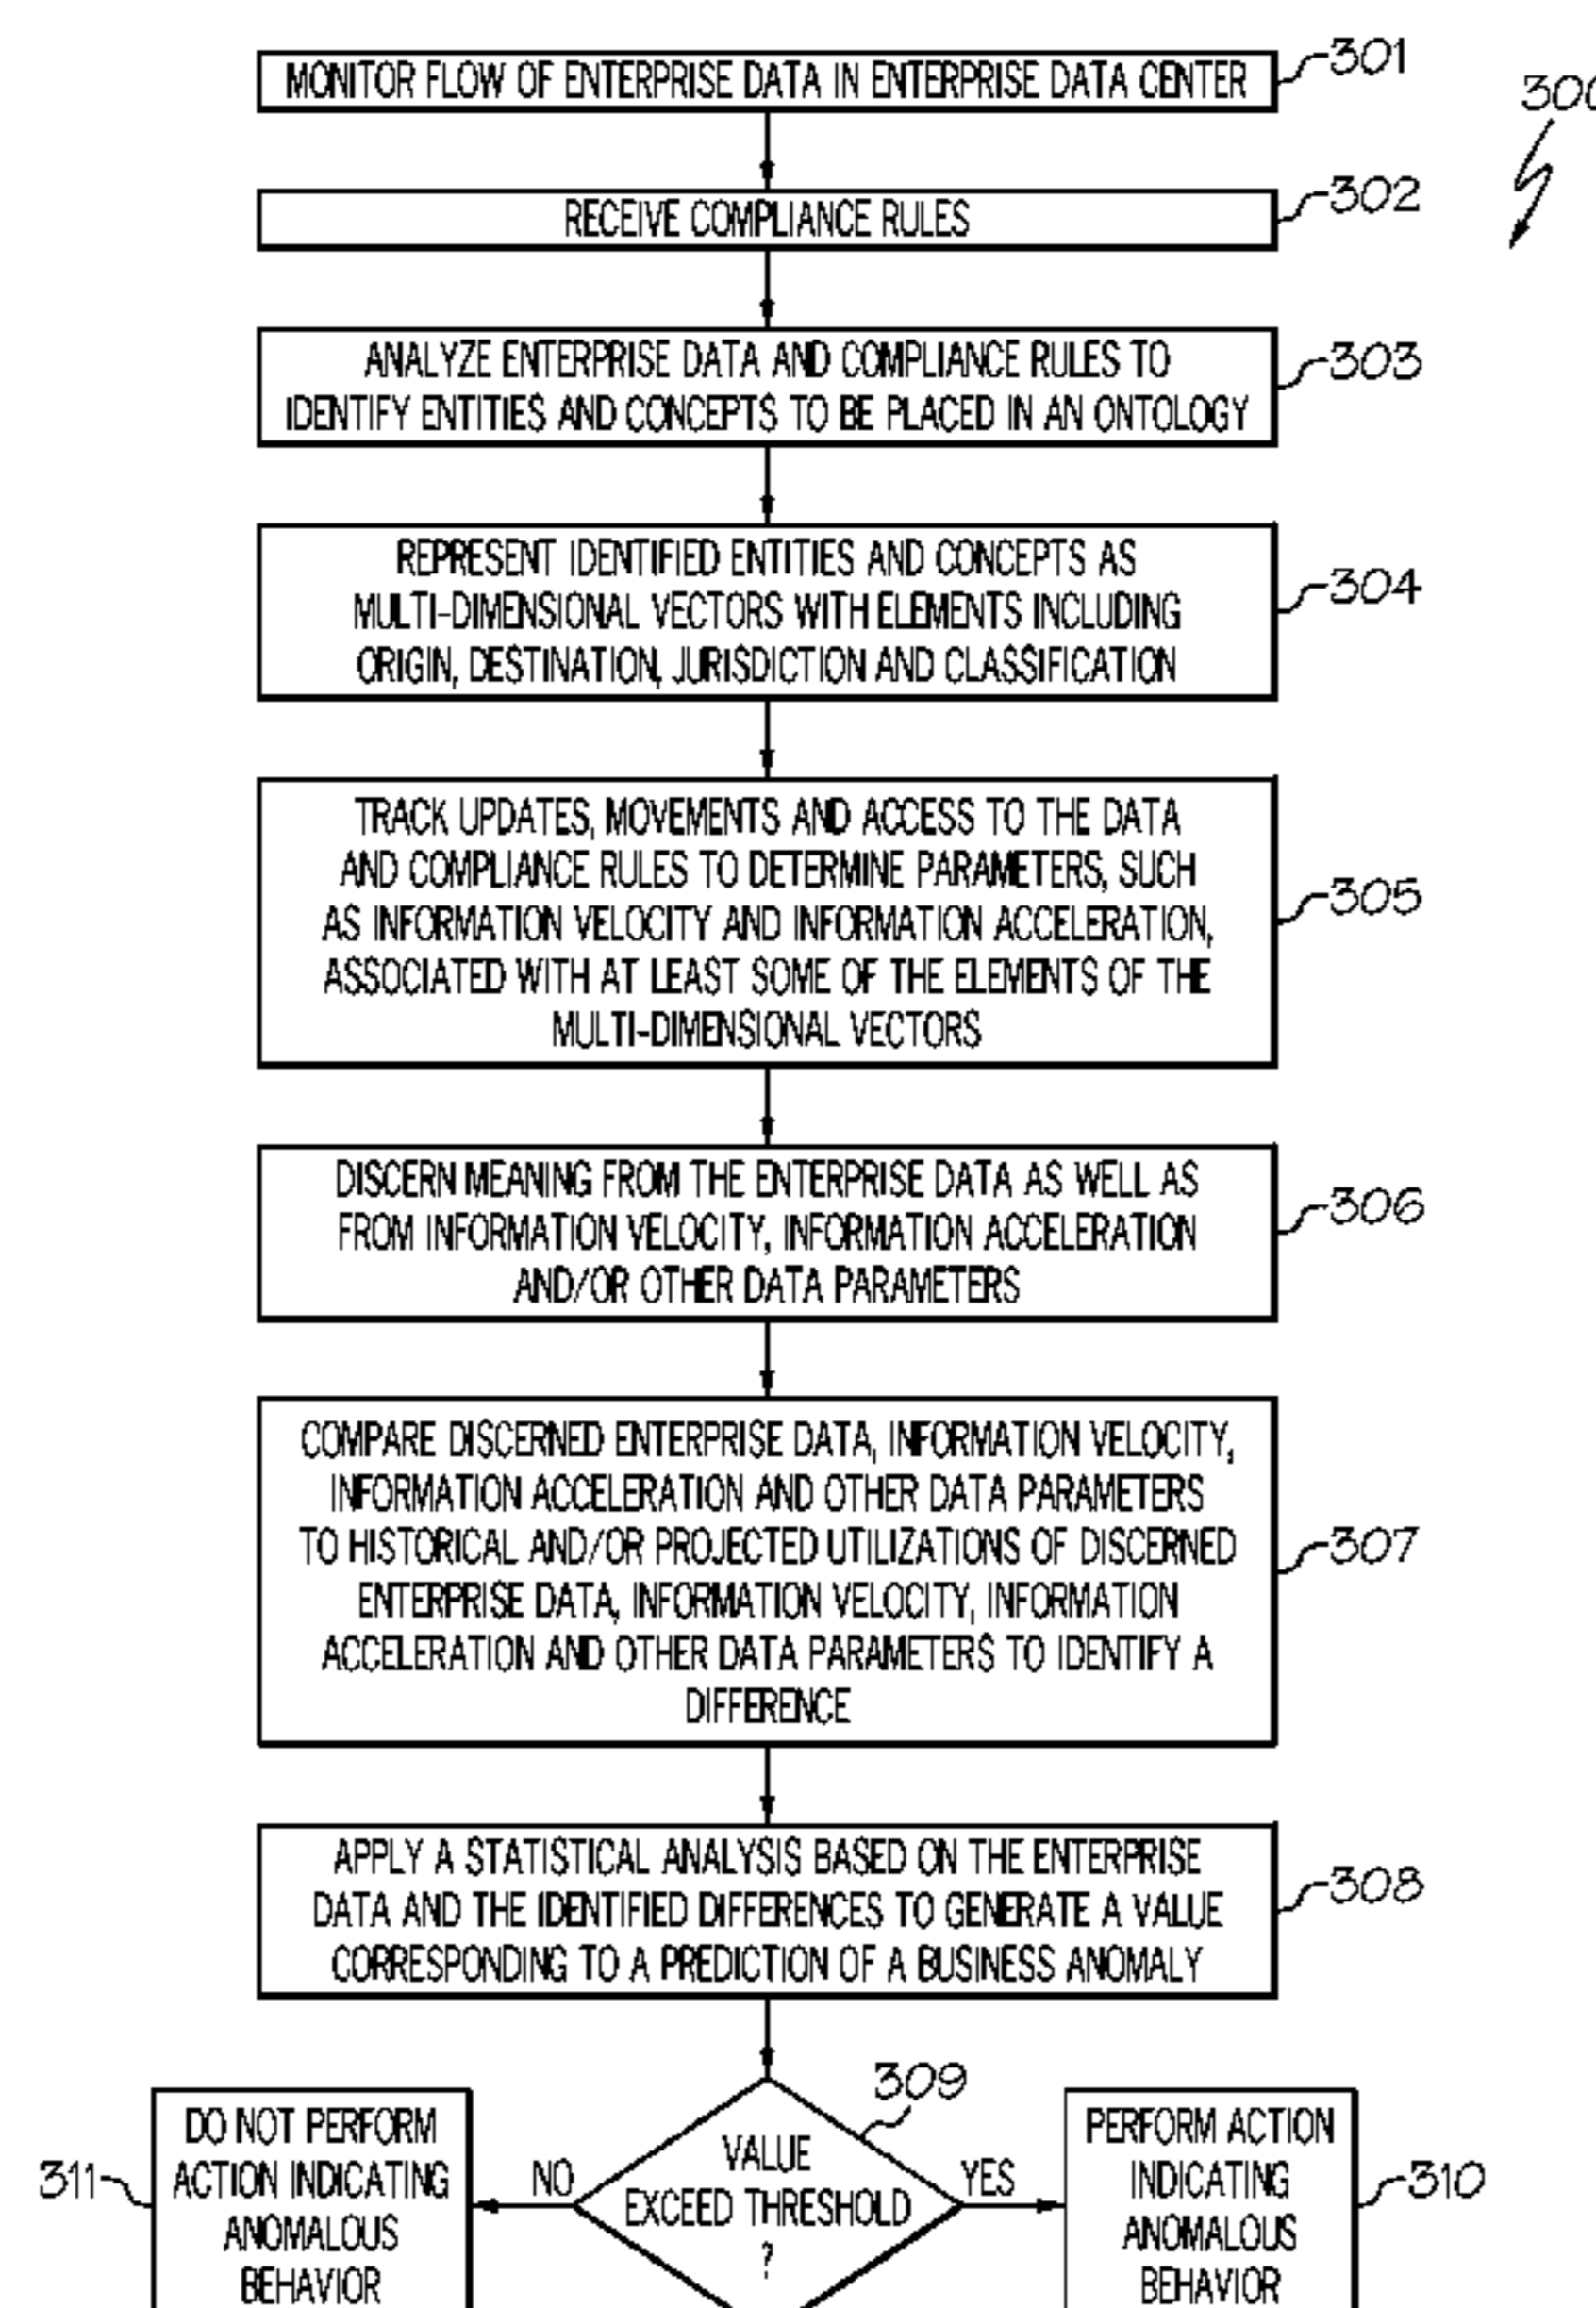 MONITOR FLOW OF ENTERPRISE DATA IN ENTERPRISE DATA CENTER
301
300
RECEIVE COMPLIANCE RULES
302
ANALYZE ENTERPRISE DATA AND COMPLIANCE RULES TO
IDENTIFY ENTITIES AND CONCEPTS TO BE PLACED IN AN ONTOLOGY
303
REPRESENT IDENTIFIED ENTITIES AND CONCEPTS AS
MULTI-DIMENSIONAL VECTORS WITH ELEMENTS INCLUDING
ORIGIN, DESTINATION, JURISDICTION AND CLASSIFICATION
304
TRACK UPDATES, MOVEMENTS AND ACCESS TO THE DATA
AND COMPLIANCE RULES TO DETERMINE PARAMETERS, SUCH
AS INFORMATION VELOCITY AND INFORMATION ACCELERATION,
ASSOCIATED WITH AT LEAST SOME OF THE ELEMENTS OF THE
MULTI-DIMENSIONAL VECTORS
305
DISCERN MEANING FROM THE ENTERPRISE DATA AS WELL AS
FROM INFORMATION VELOCITY, INFORMATION ACCELERATION
AND/OR OTHER DATA PARAMETERS
306
COMPARE DISCERNED ENTERPRISE DATA, INFORMATION VELOCITY,
INFORMATION ACCELERATION AND OTHER DATA PARAMETERS
TO HISTORICAL AND/OR PROJECTED UTILIZATIONS OF DISCERNED
ENTERPRISE DATA, INFORMATION VELOCITY, INFORMATION
ACCELERATION AND OTHER DATA PARAMETERS TO IDENTIFY A
DIFFERENCE
307
APPLY A STATISTICAL ANALYSIS BASED ON THE ENTERPRISE
DATA AND THE IDENTIFIED DIFFERENCES TO GENERATE A VALUE
CORRESPONDING TO A PREDICTION OF A BUSINESS ANOMALY
308
309
VALUE
EXCEED THRESHOLD
?
NO
YES
311
DO NOT PERFORM
ACTION INDICATING
ANOMALOUS
BEHAVIOR
PERFORM ACTION
INDICATING
ANOMALOUS
BEHAVIOR
310